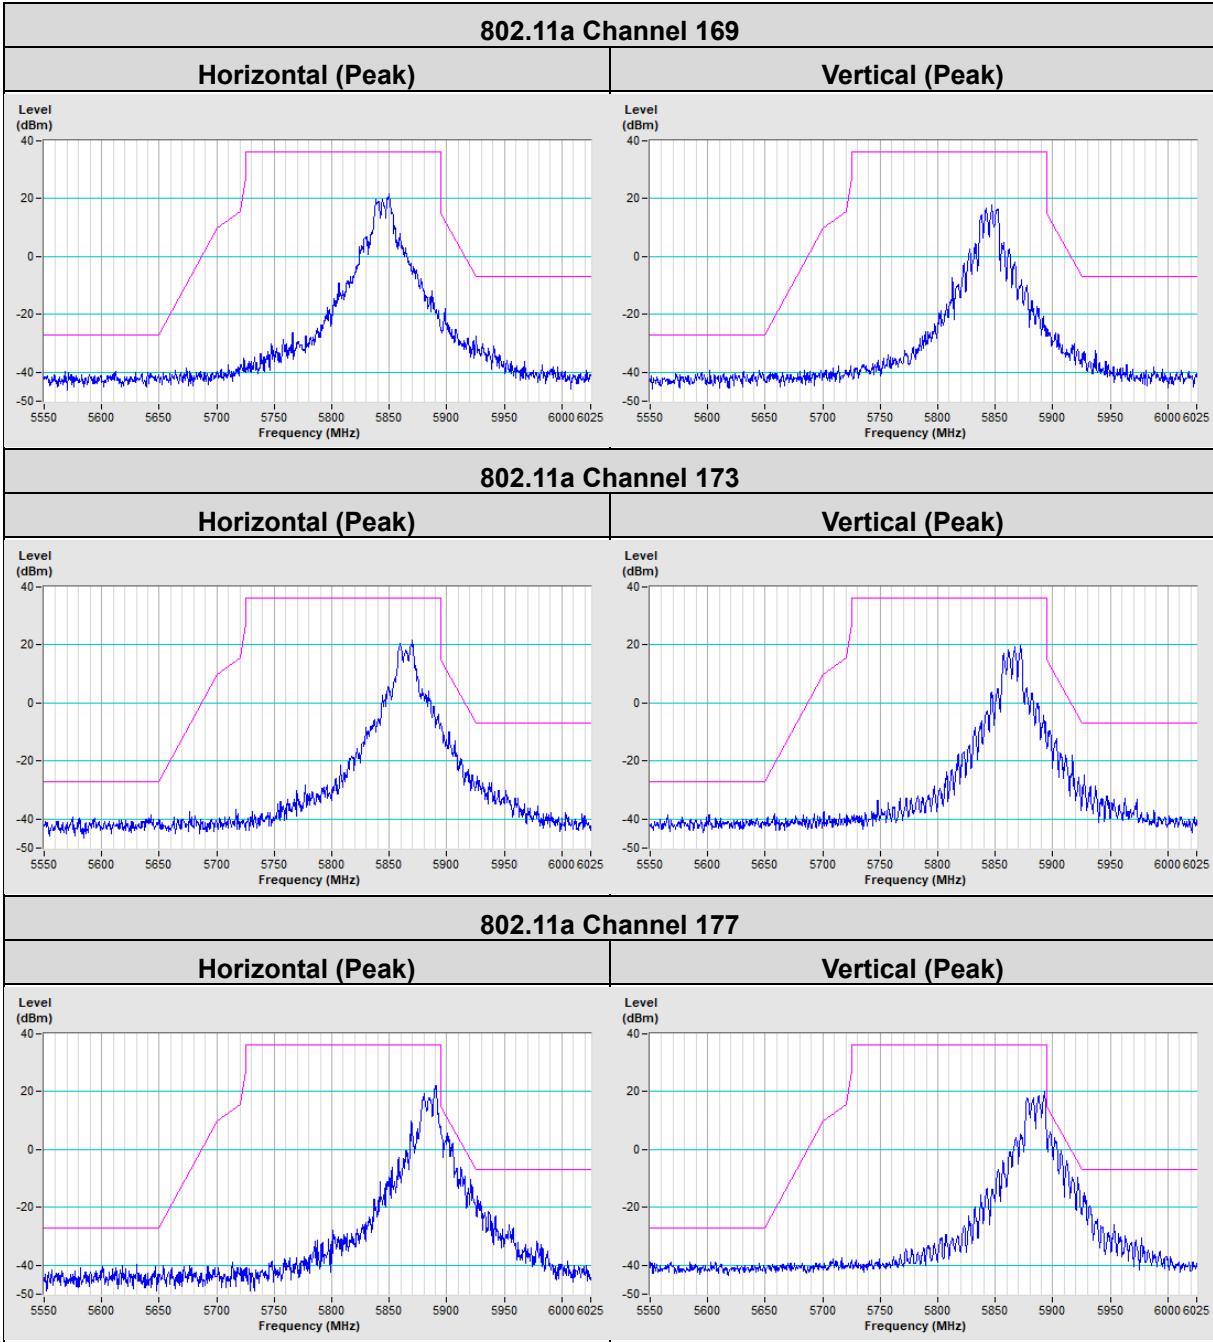 802.11a Channel 169
Horizontal (Peak) Vertical (Peak)
Level Level
(dBm) (dBm)
40 40
20 20
0 0
-20 -20
-40 -40
-50 -50
5550 5600 5650 5700 5750 5800 5850 5900 5950 6000 6025 5550 5600 5650 5700 5750 5800 5850 5900 5950 6000 6025
Frequency (MHz) Frequency (MHz)
802.11a Channel 173
Horizontal (Peak) Vertical (Peak)
Level Level
(dBm) (dBm)
40 40
20 20
0 0
-20 -20
-40 -40
-50 -50
5550 5600 5650 5700 5750 5800 5850 5900 5950 6000 6025 5550 5600 5650 5700 5750 5800 5850 5900 5950 6000 6025
Frequency (MHz) Frequency (MHz)
802.11a Channel 177
Horizontal (Peak) Vertical (Peak)
Level Level
(dBm) (dBm)
40 40
20 20
0 0
-20 -20
-40 -40
-50 -50
5550 5600 5650 5700 5750 5800 5850 5900 5950 6000 6025 5550 5600 5650 5700 5750 5800 5850 5900 5950 6000 6025
Frequency (MHz) Frequency (MHz)